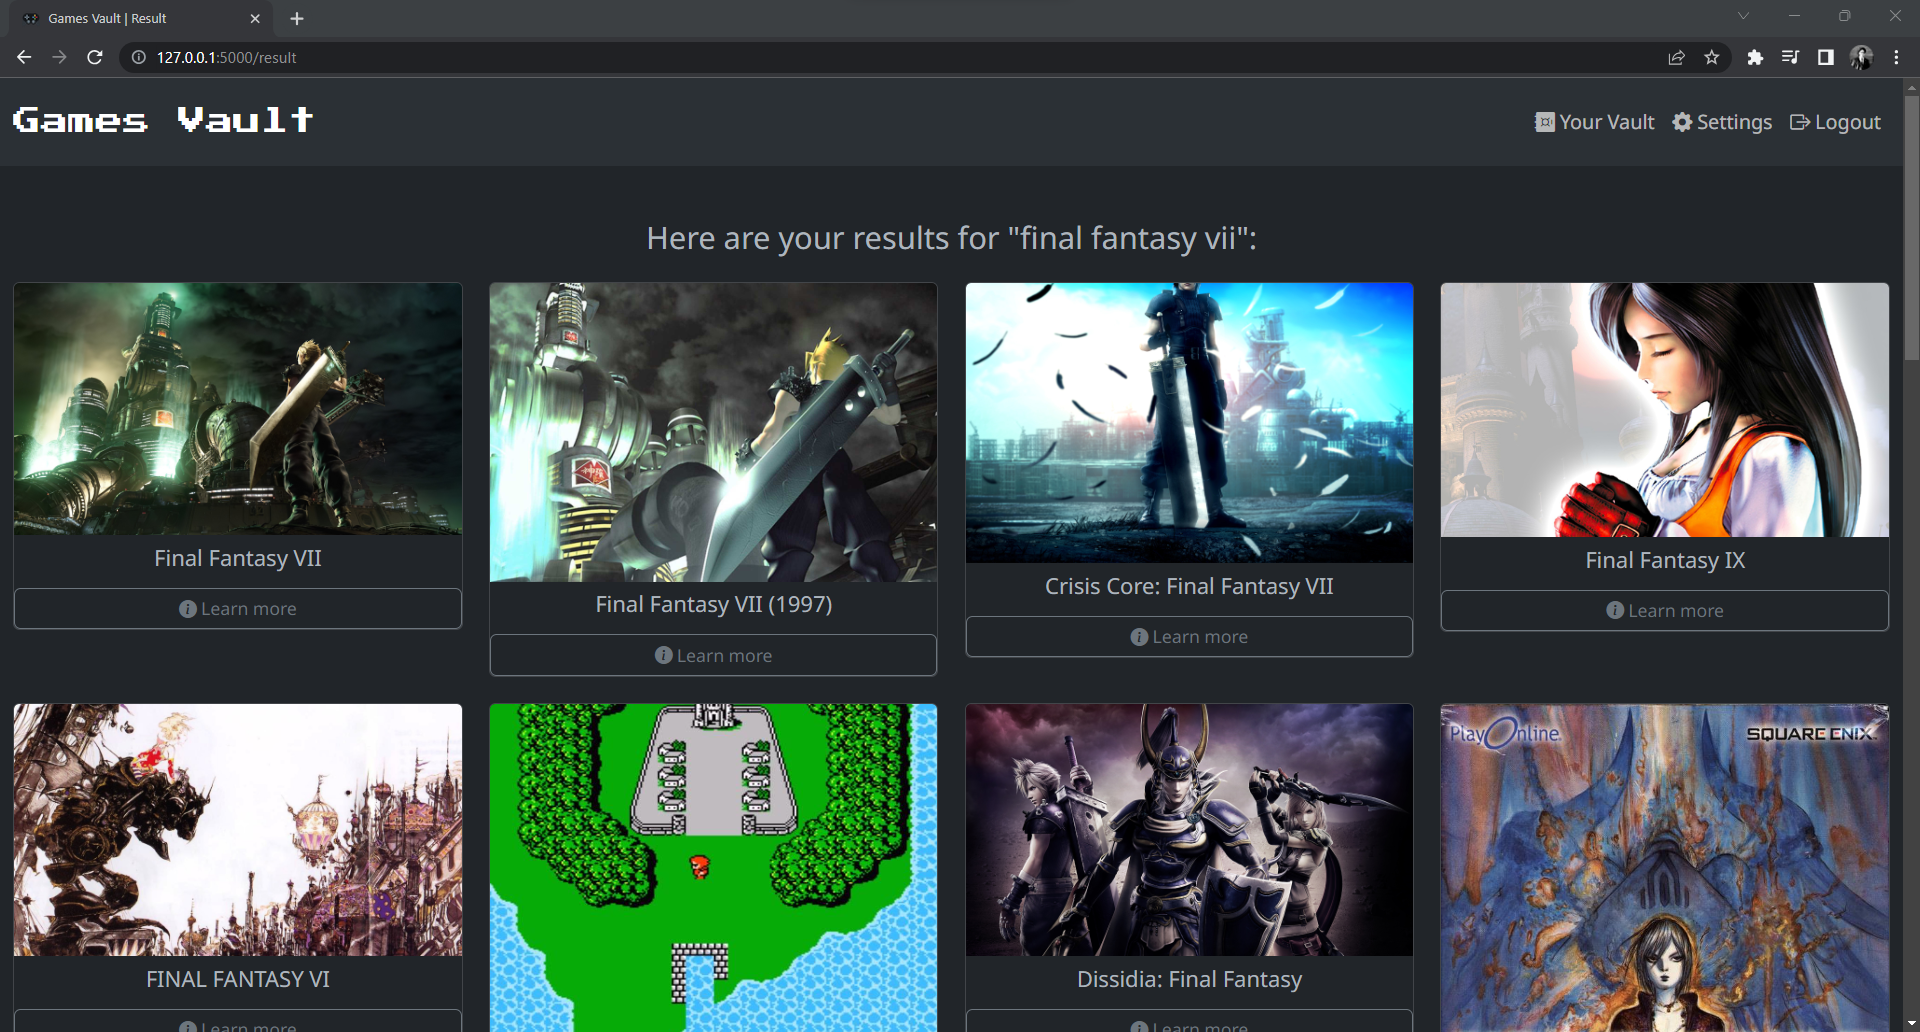 Games Vault | Result
127.0.0.1:5000/result
Games Vault
Your Vault
Settings
Logout
Here are your results for "final fantasy vii":
Final Fantasy VII
Learn more
Final Fantasy VII (1997)
Learn more
Crisis Core: Final Fantasy VII
Learn more
Final Fantasy IX
Learn more
FINAL FANTASY VI
Learn more
Dissidia: Final Fantasy
Learn more
PlayOnline
SQUARE ENIX